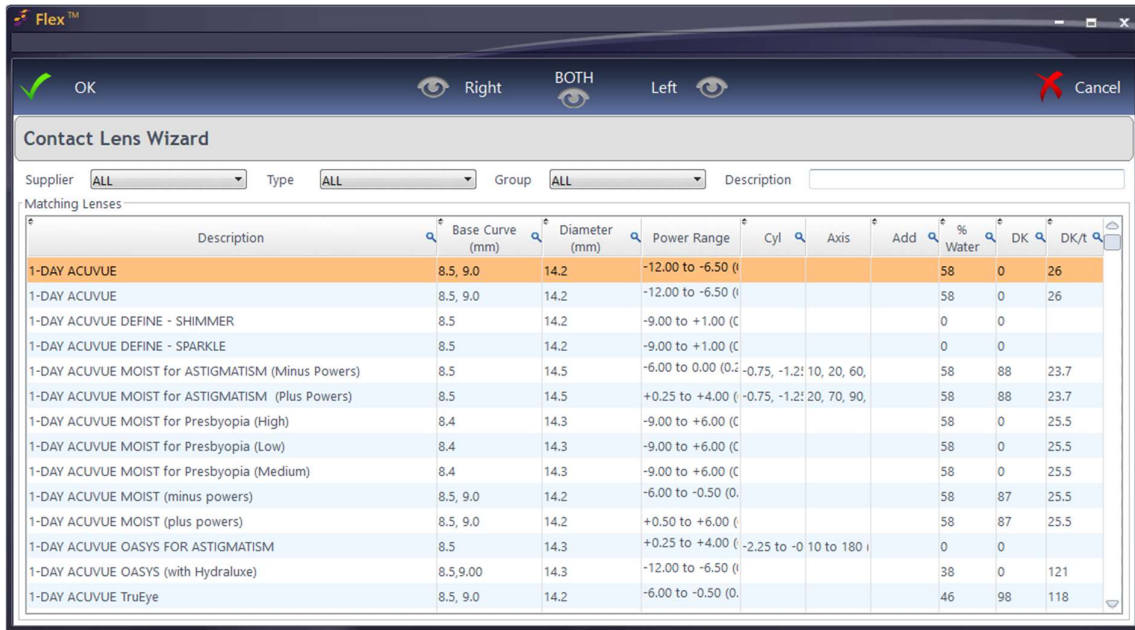 Flex™
OK Right BOTH Left Cancel
Contact Lens Wizard
Supplier ALL Type ALL Group ALL Description
Matching Lenses
Description Base Curve (mm) Diameter (mm) Power Range Cyl Axis Add % Water DK DK/t
1-DAY ACUVUE 8.5, 9.0 14.2 -12.00 to -6.50 ( 58 0 26
1-DAY ACUVUE 8.5, 9.0 14.2 -12.00 to -6.50 ( 58 0 26
1-DAY ACUVUE DEFINE - SHIMMER 8.5 14.2 -9.00 to +1.00 ( 0 0
1-DAY ACUVUE DEFINE - SPARKLE 8.5 14.2 -9.00 to +1.00 ( 0 0
1-DAY ACUVUE MOIST for ASTIGMATISM (Minus Powers) 8.5 14.5 -6.00 to 0.00 (0.2 -0.75, -1.2 10, 20, 60, 58 88 23.7
1-DAY ACUVUE MOIST for ASTIGMATISM (Plus Powers) 8.5 14.5 +0.25 to +4.00 ( -0.75, -1.2 20, 70, 90, 58 88 23.7
1-DAY ACUVUE MOIST for Presbyopia (High) 8.4 14.3 -9.00 to +6.00 ( 58 0 25.5
1-DAY ACUVUE MOIST for Presbyopia (Low) 8.4 14.3 -9.00 to +6.00 ( 58 0 25.5
1-DAY ACUVUE MOIST for Presbyopia (Medium) 8.4 14.3 -9.00 to +6.00 ( 58 0 25.5
1-DAY ACUVUE MOIST (minus powers) 8.5, 9.0 14.2 -6.00 to -0.50 (0. 58 87 25.5
1-DAY ACUVUE MOIST (plus powers) 8.5, 9.0 14.2 +0.50 to +6.00 ( 58 87 25.5
1-DAY ACUVUE OASYS FOR ASTIGMATISM 8.5 14.3 +0.25 to +4.00 ( -2.25 to -0 10 to 180 0 0
1-DAY ACUVUE OASYS (with Hydraluxe) 8.5,9.00 14.3 -12.00 to -6.50 ( 38 0 121
1-DAY ACUVUE TruEye 8.5, 9.0 14.2 -6.00 to -0.50 (0. 46 98 118